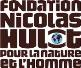 FONDATION
NICOLAS
HULOT
POUR LA NATURE
ET L'HOMME